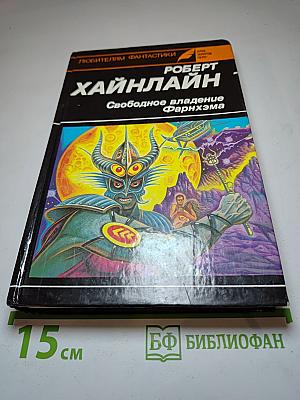 ЛЮБИТЕЛЯМ ФАНТАСТИКИ
РОБЕРТ
ХАЙНЛАЙН
Свободное владение
Фарнхэма
15 см
БФ БИБЛИОФАН